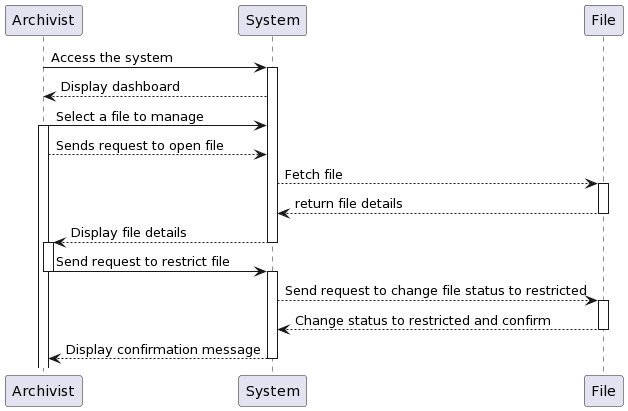 Archivist
System
File
Access the system
Display dashboard
Select a file to manage
Sends request to open file
Fetch file
return file details
Display file details
Send request to restrict file
Send request to change file status to restricted
Change status to restricted and confirm
Display confirmation message
Archivist
System
File